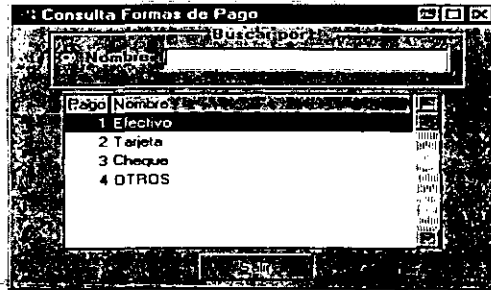 Consulta Formas de Pago
Buscar por:
Nombre
Pago Nombre
1 Efectivo
2 Tarjeta
3 Cheque
4 OTROS
Salir